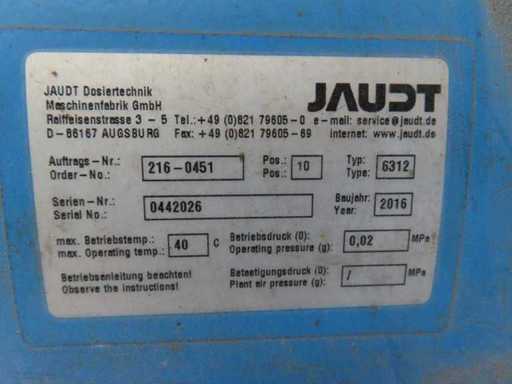 JAUDT Dosiertechnik
Maschinenfabrik GmbH
JAUDT
Raiffeisenstrasse 3 - 5 Tel.:+49 (0)821 79605-0 e-mail: service@jaudt.de
D-86167 AUGSBURG Fax: +49 (0)821 79605-69 internet: www.jaudt.de
Auftrags-Nr.: 216-0451 Pos.: 10 Typ: 6312
Order-No.: Pos.: Type:
Serien-Nr.: 0442026 Baujahr: 2016
Serial No.: Year:
max. Betriebstemp.: 40 C Betriebsdruck (Ü): 0,02 MPa
max. Operating temp.: Operating pressure (g):
Betriebsanleitung beachten! Betaetigungsdruck (Ü): / MPa
Observe the instructions! Plant air pressure (g):